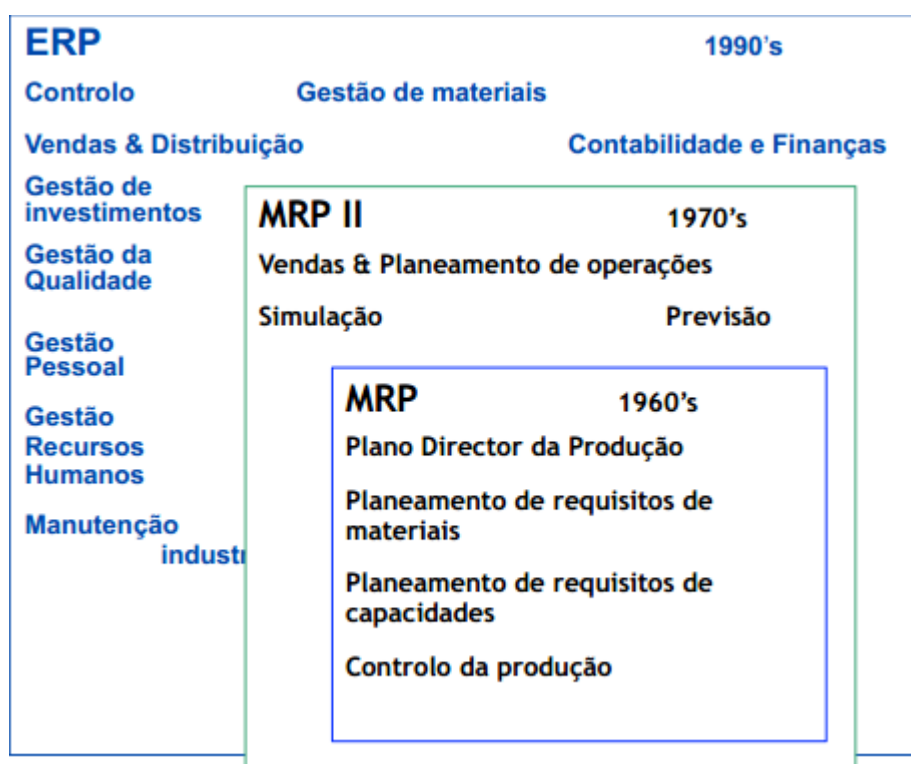 ERP 1990's
Controlo Gestão de materiais
Vendas & Distribuição Contabilidade e Finanças
Gestão de
investimentos
Gestão da
Qualidade
Gestão
Pessoal
Gestão
Recursos
Humanos
Manutenção
MRP II 1970's
Vendas & Planeamento de operações
Simulação Previsão
MRP 1960's
Plano Director da Produção
Planeamento de requisitos de
materiais
Planeamento de requisitos de
capacidades
Controlo da produção